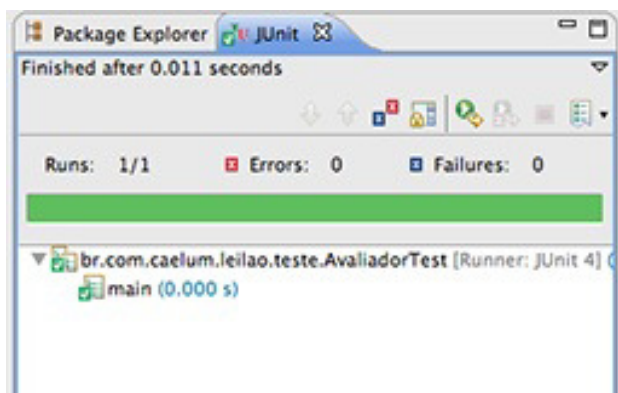 Package Explorer JUnit
Finished after 0.011 seconds
Runs: 1/1 Errors: 0 Failures: 0
br.com.caelum.leilao.teste.AvaliadorTest [Runner: JUnit 4] (
main (0.000 s)